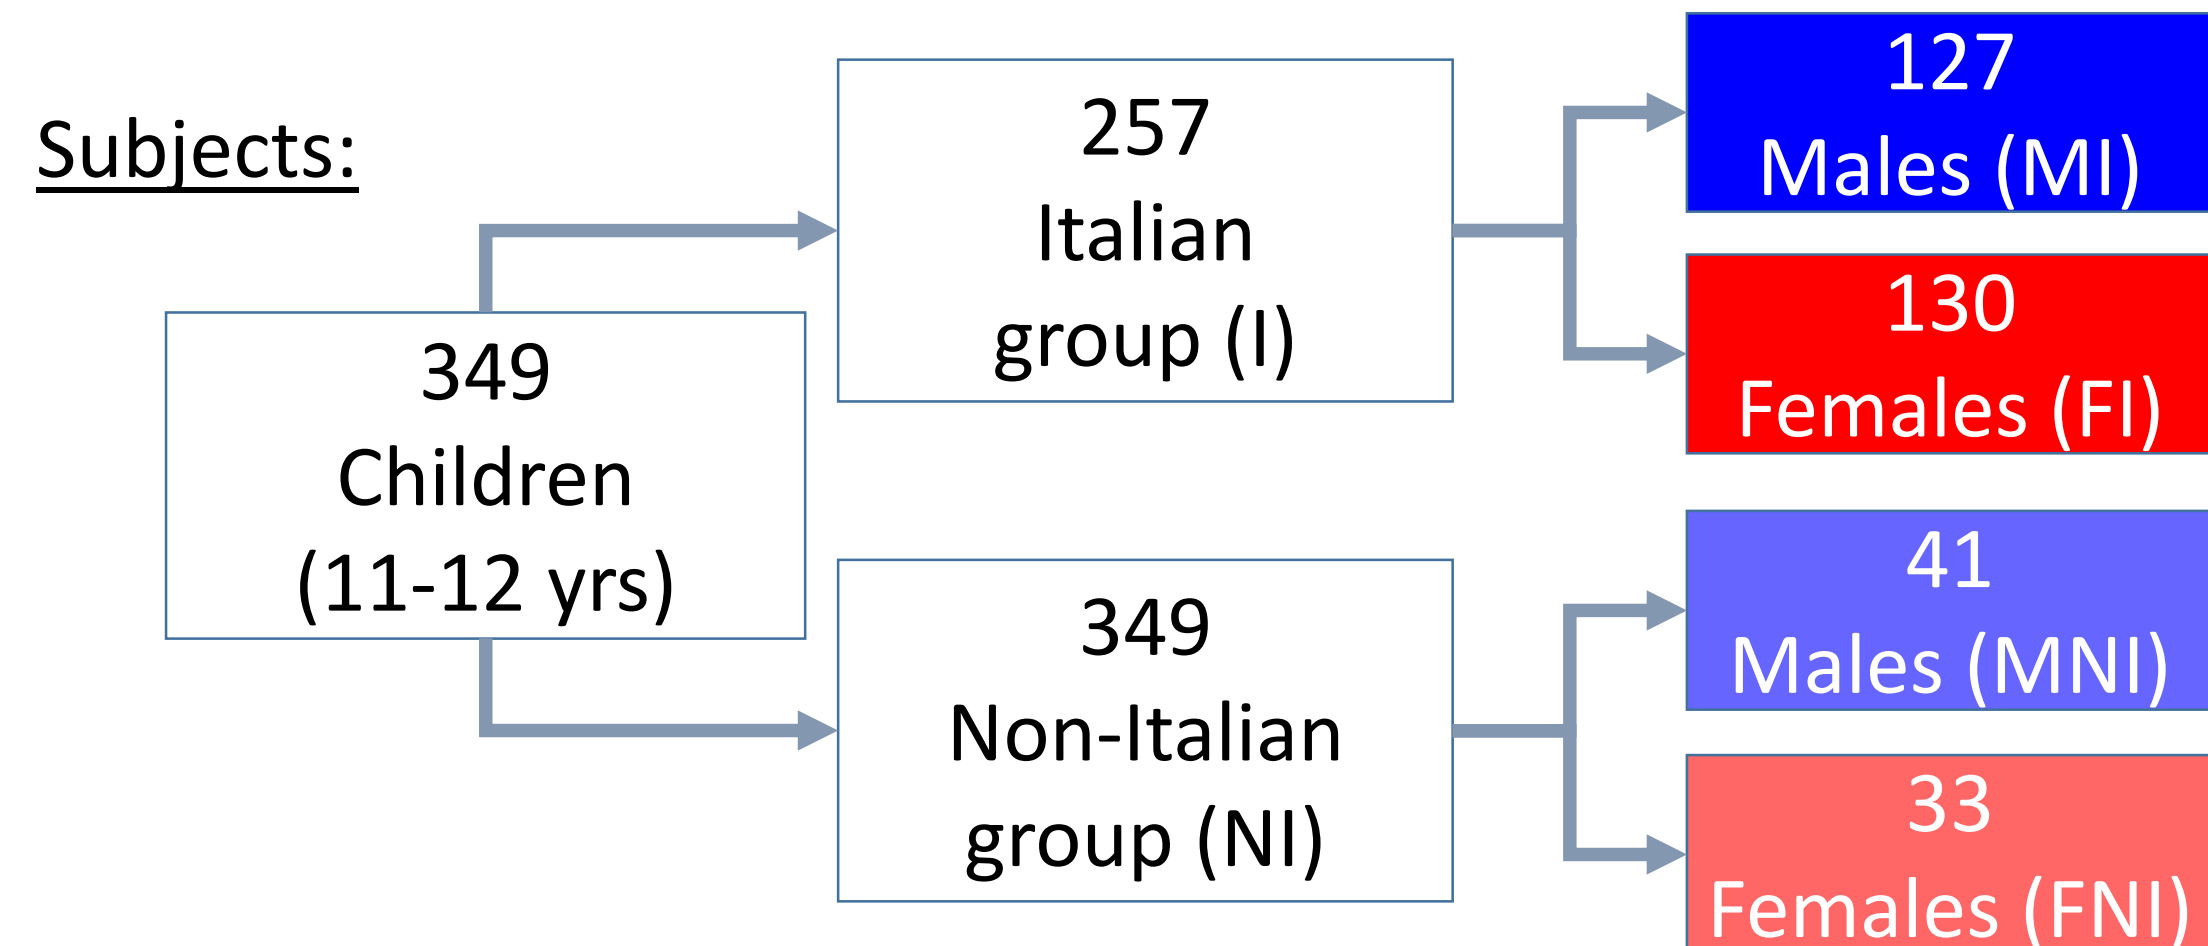 Subjects:
349
Children
(11-12 yrs)
257
Italian
group (I)
349
Non-Italian
group (NI)
127
Males (MI)
130
Females (FI)
41
Males (MNI)
33
Females (FNI)